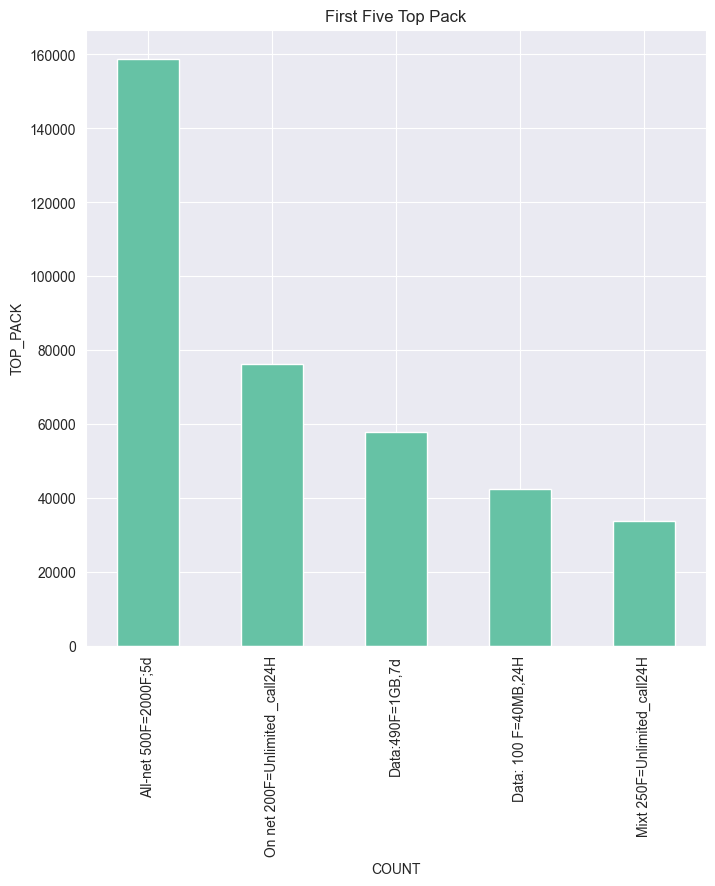 First Five Top Pack
160000
140000
120000
100000
80000
60000
40000
20000
0
TOP_PACK
All-net 500F=2000F;5d
On net 200F=Unlimited _call24H
Data:490F=1GB,7d
Data: 100 F=40MB,24H
Mixt 250F=Unlimited_call24H
COUNT